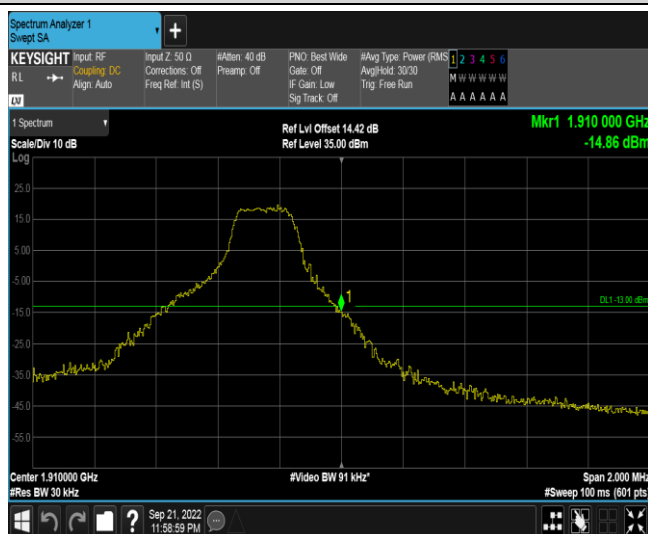 Spectrum Analyzer 1
Swept SA
+
KEYSIGHT
RL
LXI
Input: RF
Coupling: DC
Align: Auto
Input Z: 50 Ω
Corrections: Off
Freq Ref: Int (S)
#Atten: 40 dB
Preamp: Off
PNO: Best Wide
Gate: Off
IF Gain: Low
Sig Track: Off
#Avg Type: Power (RMS
Avg|Hold: 30/30
Trig: Free Run
1 2 3 4 5 6
M W W W W W
A A A A A A
1 Spectrum
Scale/Div 10 dB
Log
Ref Lvl Offset 14.42 dB
Ref Level 35.00 dBm
Mkr1 1.910 000 GHz
-14.86 dBm
25.0
15.0
5.00
-5.00
-15.0
-25.0
-35.0
-45.0
-55.0
1
DL1 -13.00 dBm
Center 1.910000 GHz
#Res BW 30 kHz
#Video BW 91 kHz*
Span 2.000 MHz
#Sweep 100 ms (601 pts)
?
Sep 21, 2022
11:58:59 PM